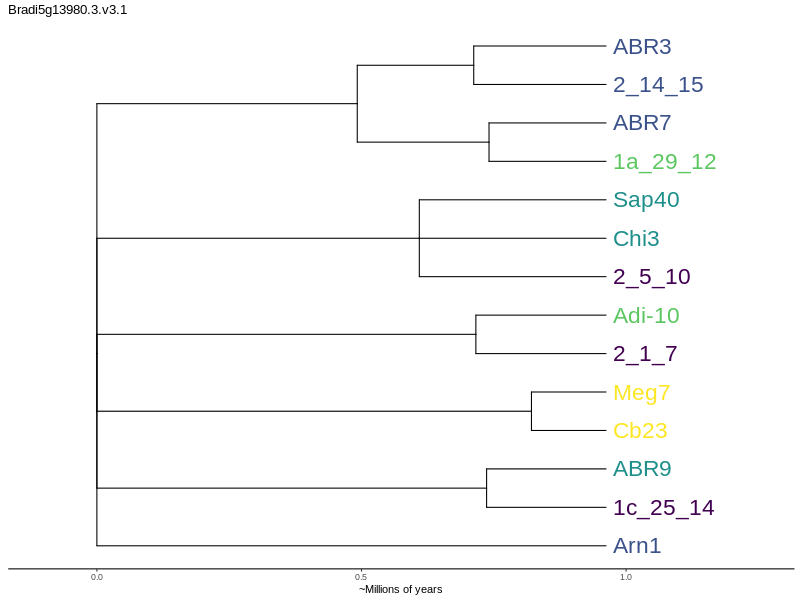 Bradi5g13980.3.v3.1
ABR3
2_14_15
ABR7
1a_29_12
Sap40
Chi3
2_5_10
Adi-10
2_1_7
Meg7
Cb23
ABR9
1c_25_14
Arn1
0.0 0.5 1.0
~Millions of years